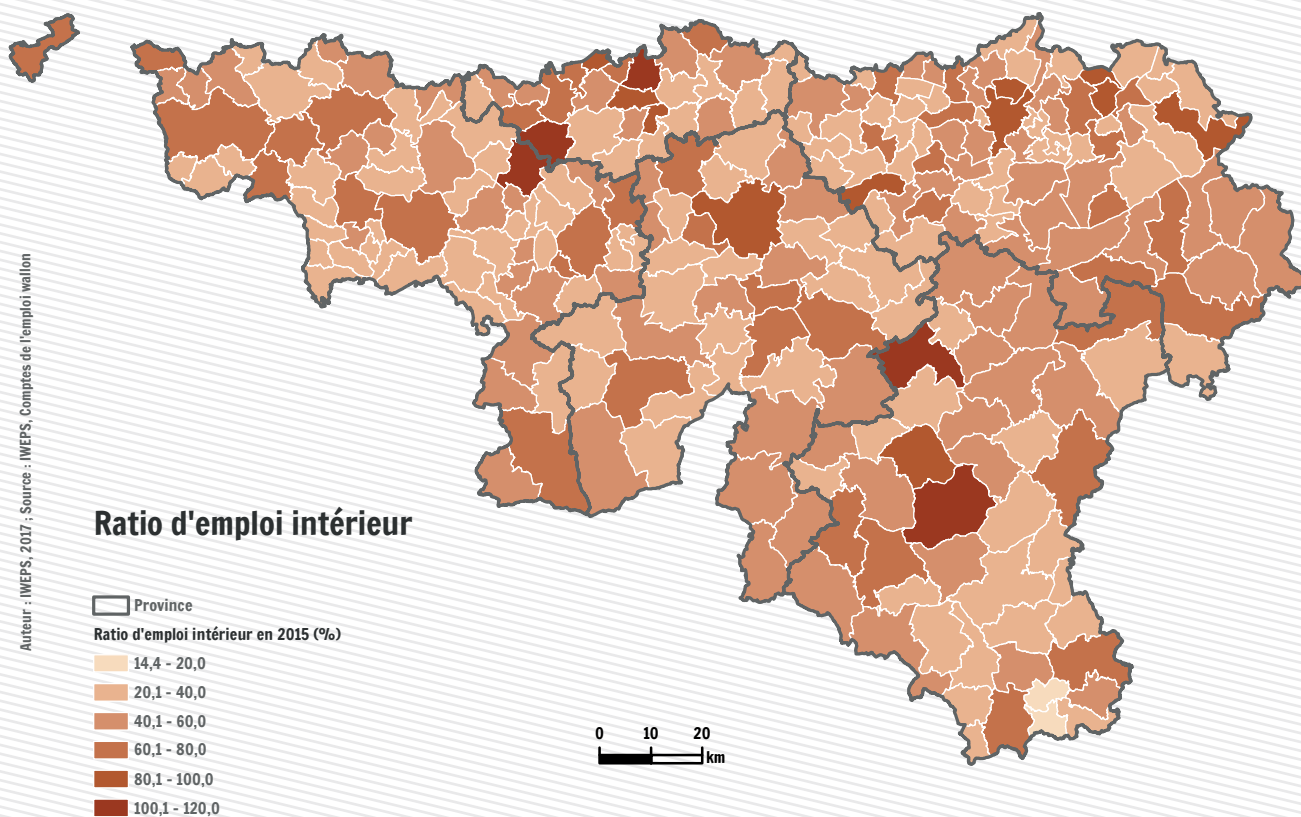 Auteur : IWEPS, 2017 ; Source : IWEPS, Comptes de l'emploi wallon
Ratio d'emploi intérieur
Province
Ratio d'emploi intérieur en 2015 (%)
14,4 - 20,0
20,1 - 40,0
40,1 - 60,0
60,1 - 80,0
80,1 - 100,0
100,1 - 120,0
0 10 20
km